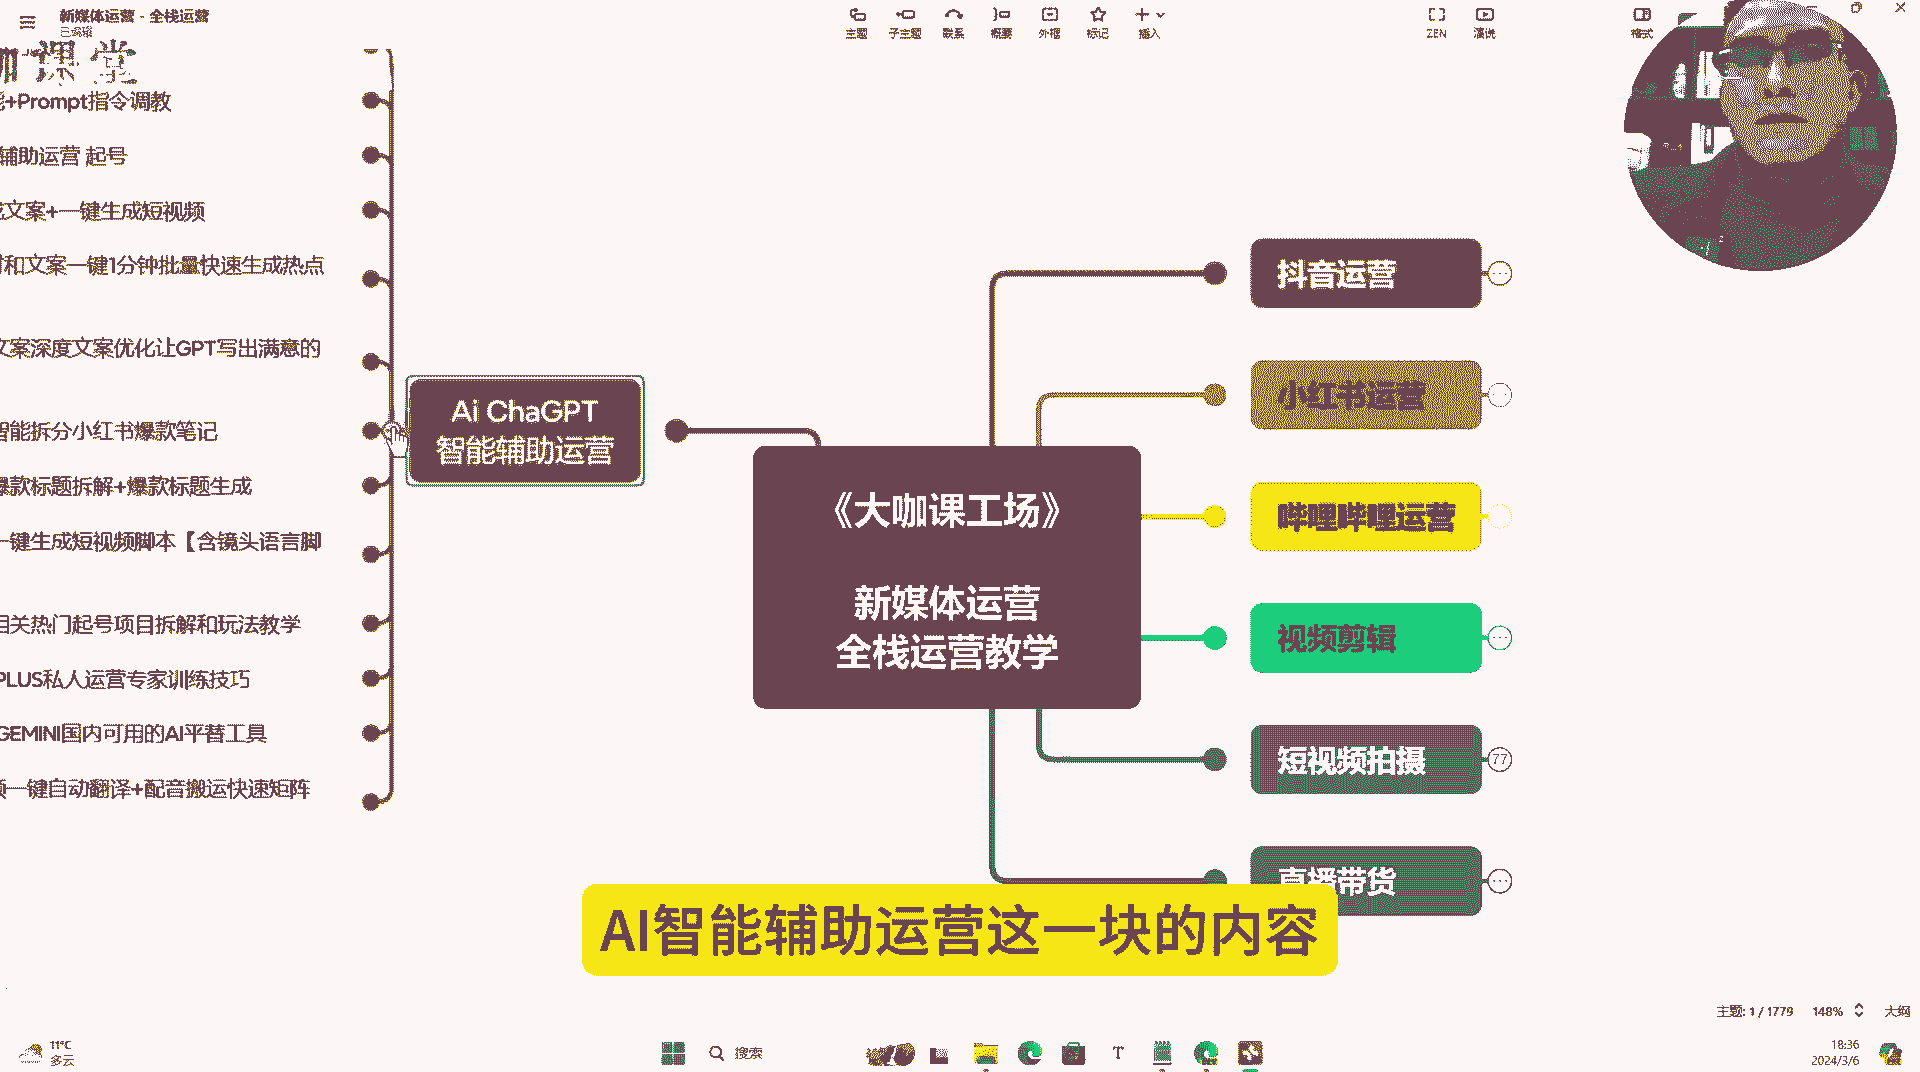 新媒体运营 - 全栈运营
已编辑
主题
子主题
联系
概要
外框
标记
插入
ZEN
演说
格式
课堂
+Prompt指令调教
辅助运营 起号
文案+一键生成短视频
和文案一键1分钟批量快速生成热点
文案深度文案优化让GPT写出满意的
智能拆分小红书爆款笔记
爆款标题拆解+爆款标题生成
一键生成短视频脚本【含镜头语言脚
相关热门起号项目拆解和玩法教学
PLUS私人运营专家训练技巧
GEMINI国内可用的AI平替工具
一键自动翻译+配音搬运快速矩阵
Ai ChaGPT
智能辅助运营
《大咖课工场》
新媒体运营
全栈运营教学
抖音运营
小红书运营
哔哩哔哩运营
视频剪辑
短视频拍摄
77
直播带货
AI智能辅助运营这一块的内容
主题: 1 / 1779
148%
大纲
11°C
多云
搜索
18:36
2024/3/6